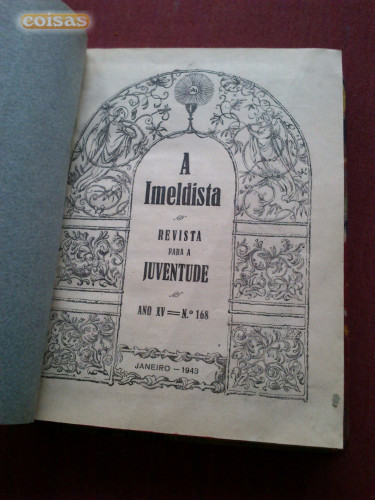 coisas
A
Imeldista
REVISTA
PARA A
JUVENTUDE
ANO XV = N.º 168
JANEIRO - 1943